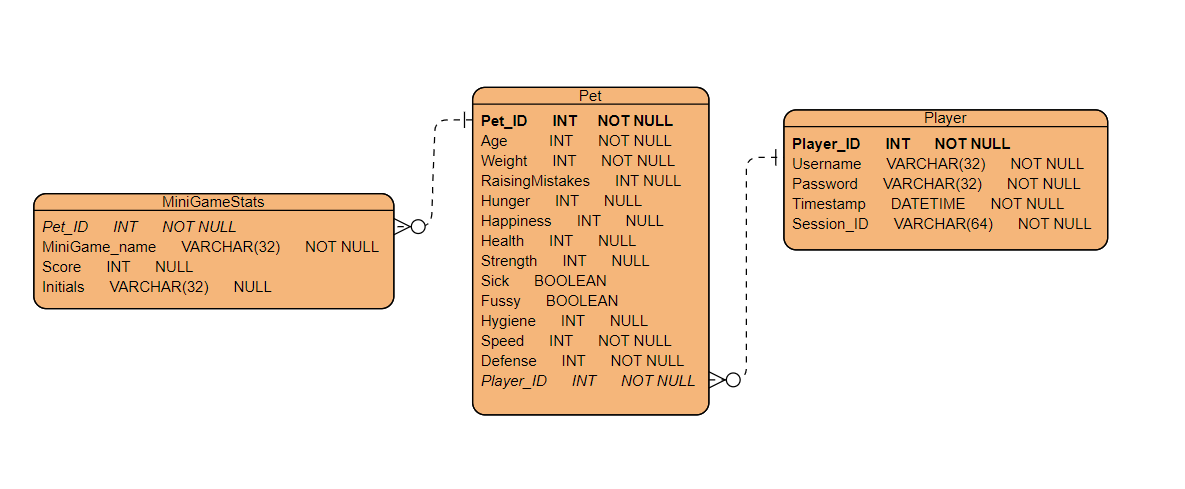 MiniGameStats
Pet_ID INT NOT NULL
MiniGame_name VARCHAR(32) NOT NULL
Score INT NULL
Initials VARCHAR(32) NULL
Pet
Pet_ID INT NOT NULL
Age INT NOT NULL
Weight INT NOT NULL
RaisingMistakes INT NULL
Hunger INT NULL
Happiness INT NULL
Health INT NULL
Strength INT NULL
Sick BOOLEAN
Fussy BOOLEAN
Hygiene INT NULL
Speed INT NOT NULL
Defense INT NOT NULL
Player_ID INT NOT NULL
Player
Player_ID INT NOT NULL
Username VARCHAR(32) NOT NULL
Password VARCHAR(32) NOT NULL
Timestamp DATETIME NOT NULL
Session_ID VARCHAR(64) NOT NULL